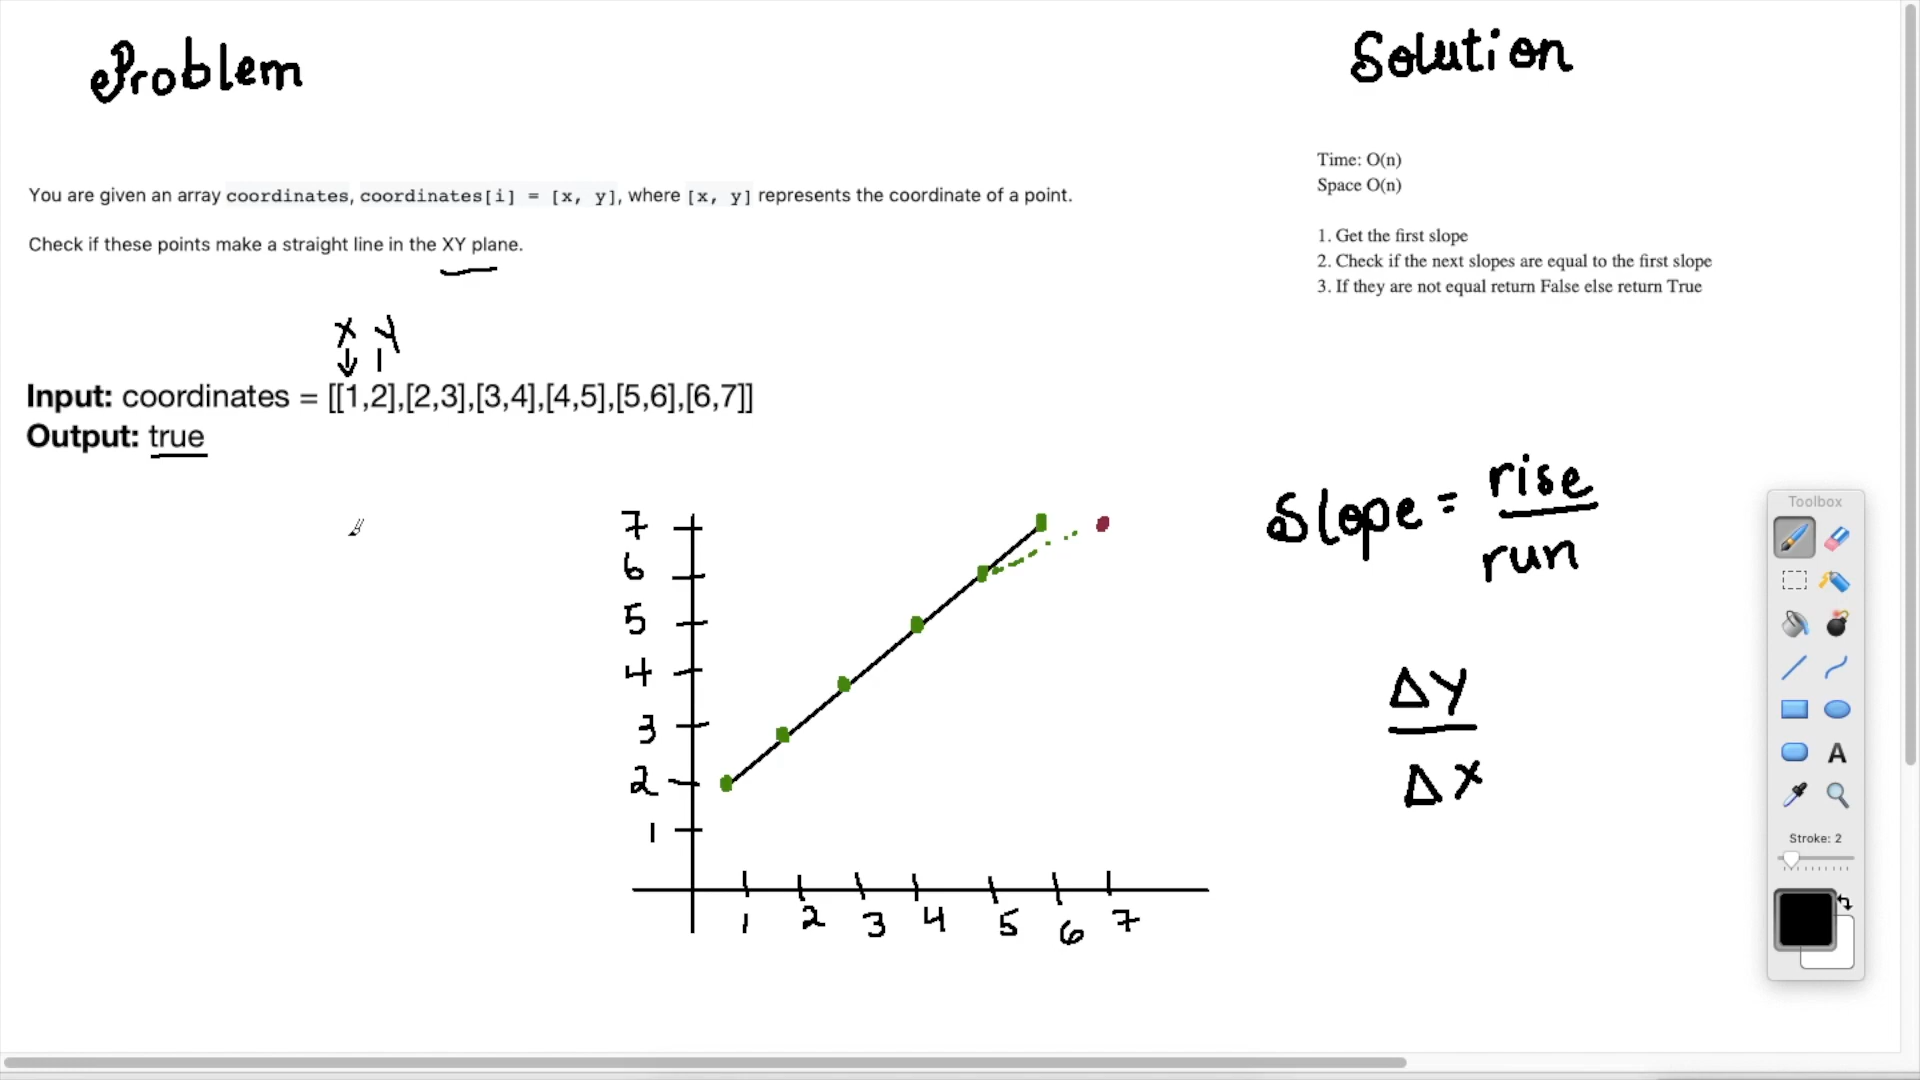 Problem
Solution
You are given an array coordinates, coordinates[i] = [x, y], where [x, y] represents the coordinate of a point.
Check if these points make a straight line in the XY plane.
Time: O(n)
Space O(n)
1. Get the first slope
2. Check if the next slopes are equal to the first slope
3. If they are not equal return False else return True
X Y
Input: coordinates = [[1,2],[2,3],[3,4],[4,5],[5,6],[6,7]]
Output: true
7
6
5
4
3
2
1
1 2 3 4 5 6 7
Slope = rise
run
ΔY
ΔX
Toolbox
A
Stroke: 2